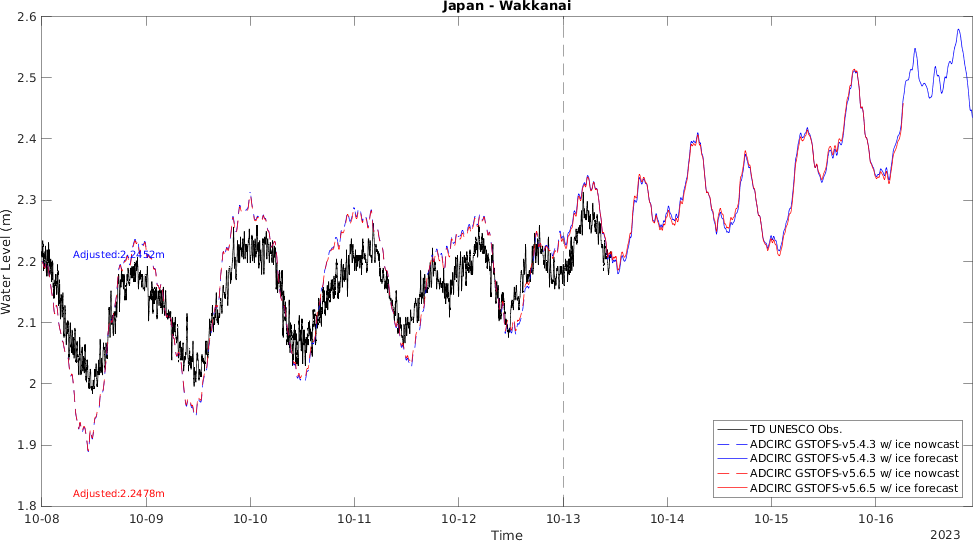 Japan - Wakkanai
2.6
2.5
2.4
2.3
2.2
2.1
2
1.9
1.8
Water Level (m)
Adjusted:2.2452m
Adjusted:2.2478m
TD UNESCO Obs.
ADCIRC GSTOFS-v5.4.3 w/ ice nowcast
ADCIRC GSTOFS-v5.4.3 w/ ice forecast
ADCIRC GSTOFS-v5.6.5 w/ ice nowcast
ADCIRC GSTOFS-v5.6.5 w/ ice forecast
10-08 10-09 10-10 10-11 10-12 10-13 10-14 10-15 10-16
Time
2023